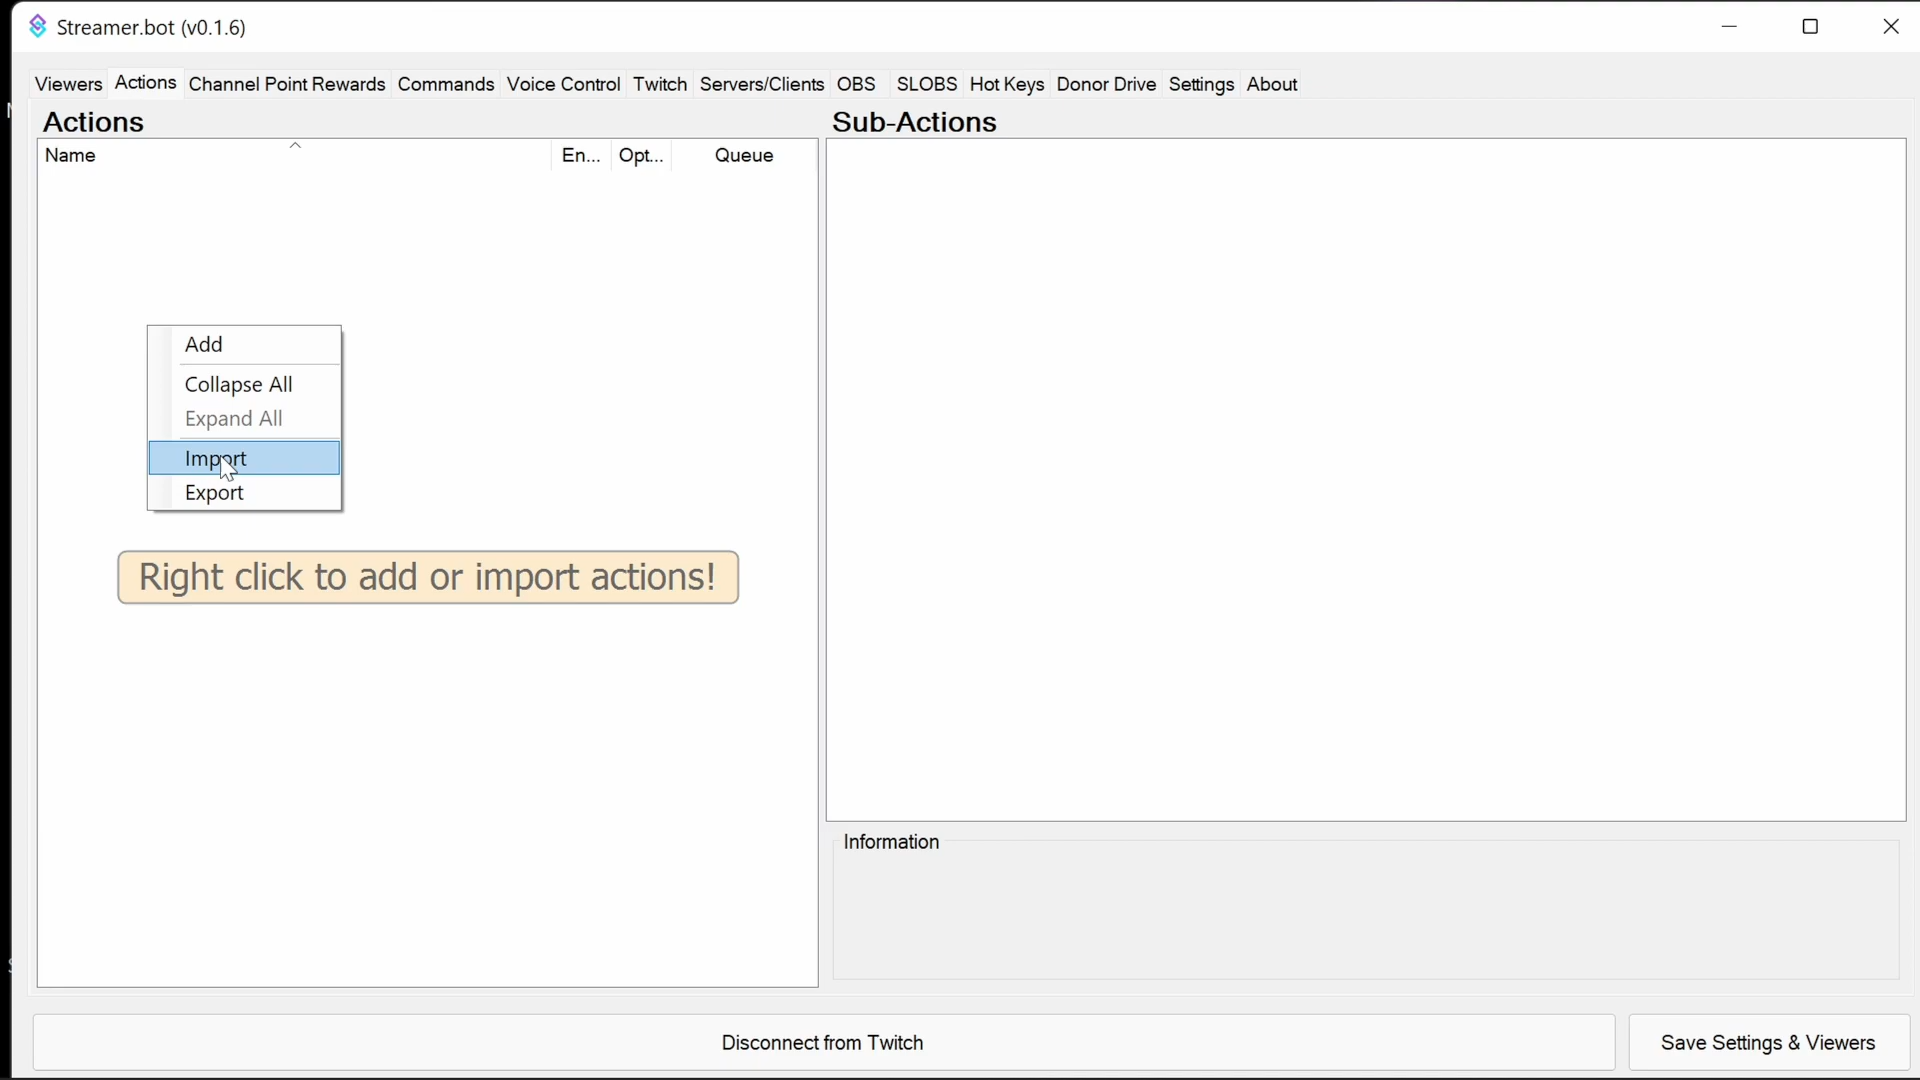 Streamer.bot (v0.1.6)
Viewers Actions Channel Point Rewards Commands Voice Control Twitch Servers/Clients OBS SLOBS Hot Keys Donor Drive Settings About
Actions
Name En... Opt... Queue
Add
Collapse All
Expand All
Import
Export
Right click to add or import actions!
Sub-Actions
Information
Disconnect from Twitch
Save Settings & Viewers